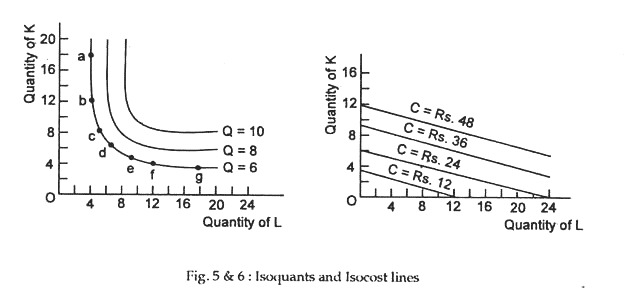 Quantity of K
20
16
12
8
4
O
4 8 12 16 20 24
Quantity of L
a
b
c
d
e
f
g
Q = 10
Q = 8
Q = 6
Quantity of K
16
12
8
4
O
4 8 12 16 20 24
Quantity of L
C = Rs. 48
C = Rs. 36
C = Rs. 24
C = Rs. 12
Fig. 5 & 6 : Isoquants and Isocost lines